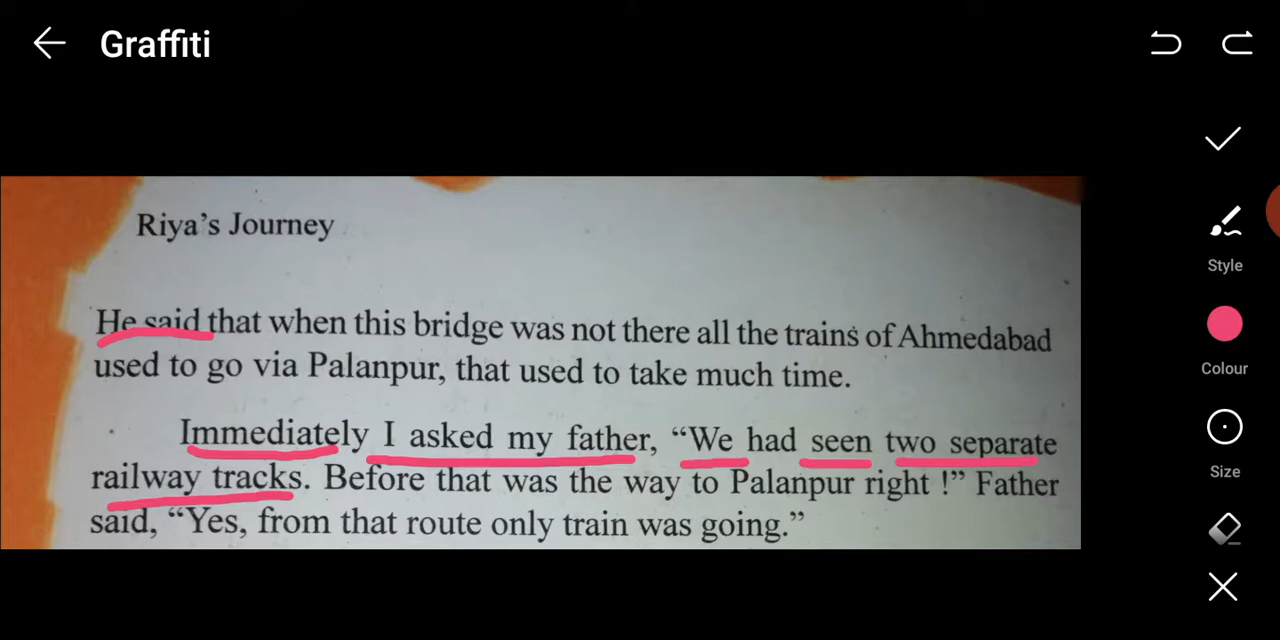 Graffiti
Riya's Journey
He said that when this bridge was not there all the trains of Ahmedabad
used to go via Palanpur, that used to take much time.
Immediately I asked my father, “We had seen two separate
railway tracks. Before that was the way to Palanpur right !” Father
said, “Yes, from that route only train was going.”
Style
Colour
Size